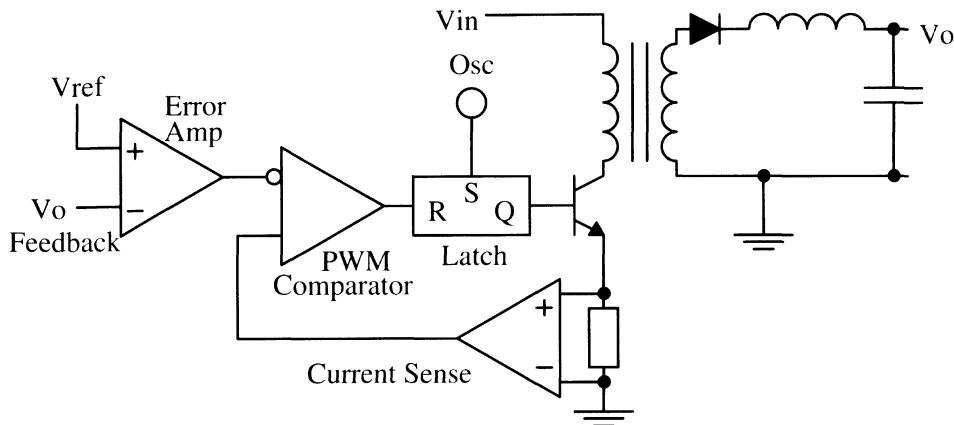 Vin
Vo
Osc
Vref
Error
Amp
+
−
Vo
Feedback
S
R
Q
Latch
PWM
Comparator
+
−
Current Sense